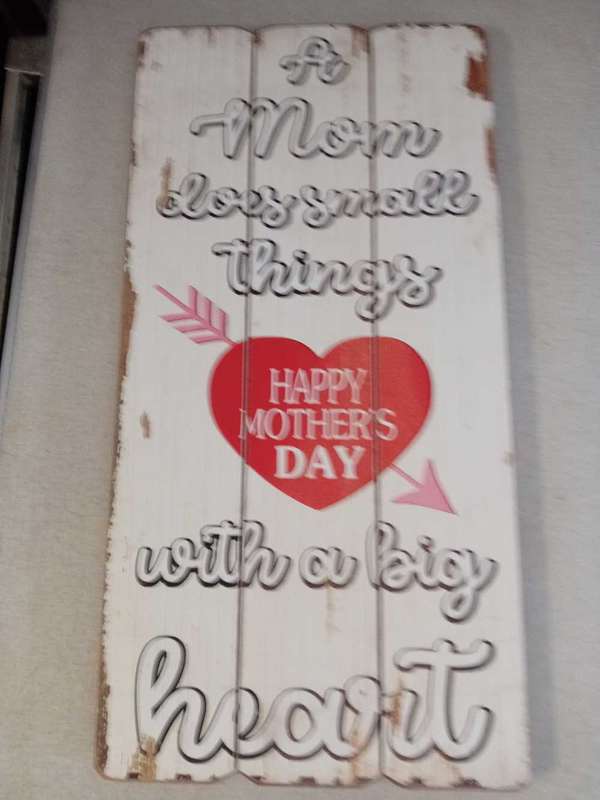 A
Mom
does small
things
HAPPY
MOTHER'S
DAY
with a big
heart